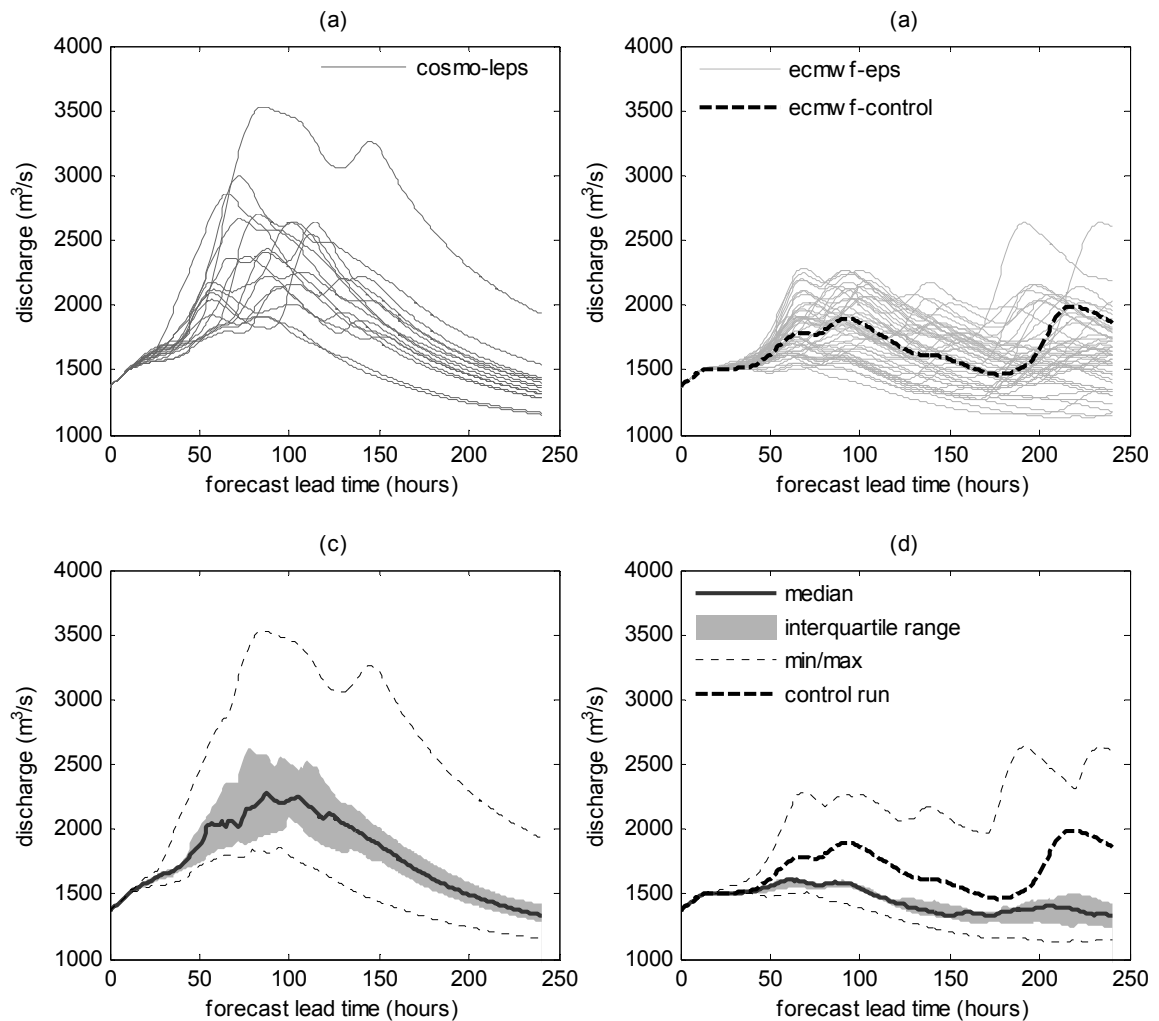 (a)
4000
3500
3000
2500
2000
1500
1000
discharge (m³/s)
cosmo-leps
0 50 100 150 200 250
forecast lead time (hours)
(a)
4000
3500
3000
2500
2000
1500
1000
discharge (m³/s)
ecmwf-eps
ecmwf-control
0 50 100 150 200 250
forecast lead time (hours)
(c)
4000
3500
3000
2500
2000
1500
1000
discharge (m³/s)
0 50 100 150 200 250
forecast lead time (hours)
(d)
4000
3500
3000
2500
2000
1500
1000
discharge (m³/s)
median
interquartile range
min/max
control run
0 50 100 150 200 250
forecast lead time (hours)